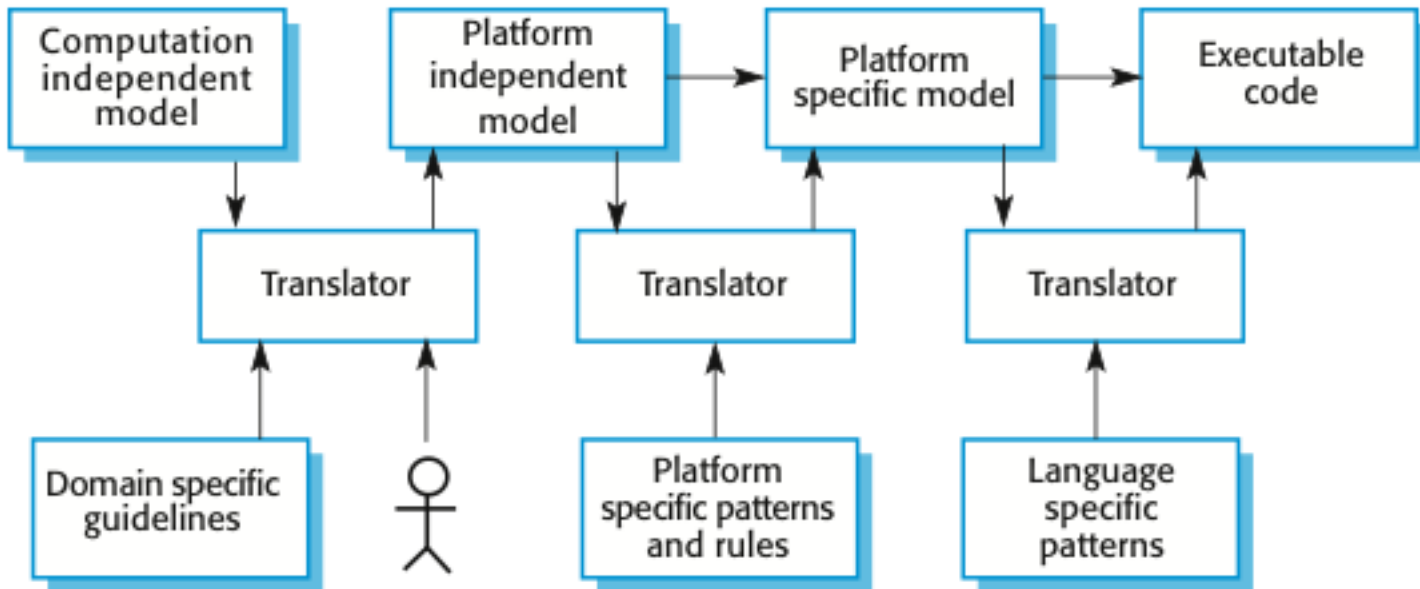 Computation
independent
model
Platform
independent
model
Platform
specific model
Executable
code
Translator
Translator
Translator
Domain specific
guidelines
Platform
specific patterns
and rules
Language
specific
patterns